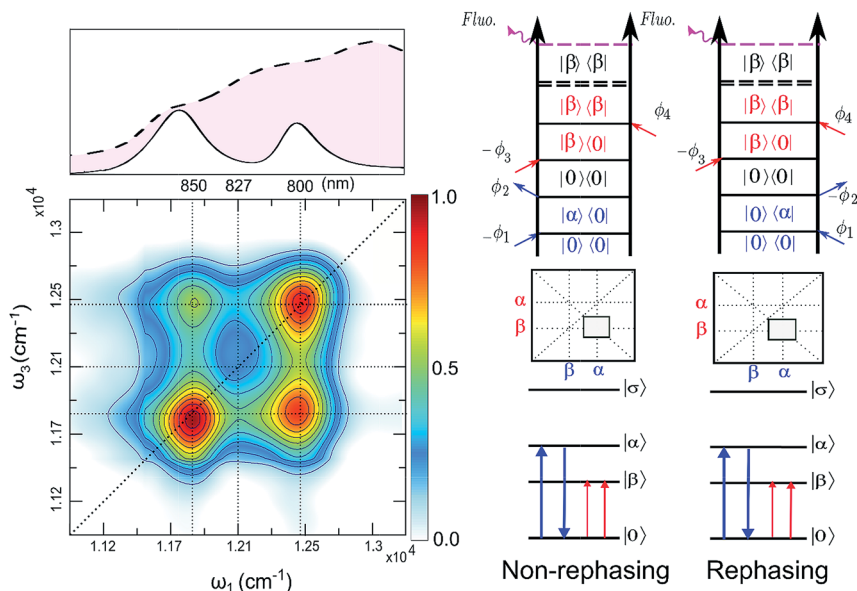 850 827 800 (nm)
x10⁴
1.3
1.25
1.21
1.17
1.12
ω₃ (cm⁻¹)
1.12 1.17 1.21 1.25 1.3
x10⁴
ω₁ (cm⁻¹)
1.0
0.5
0.0
Fluo.
|β⟩ ⟨β|
|β⟩ ⟨β|
ϕ₄
|β⟩ ⟨0|
-ϕ₃
|0⟩ ⟨0|
ϕ₂
|α⟩ ⟨0|
-ϕ₁
|0⟩ ⟨0|
α
β
β α
|σ⟩
|α⟩
|β⟩
|0⟩
Non-rephasing
Fluo.
|β⟩ ⟨β|
|β⟩ ⟨β|
ϕ₄
|β⟩ ⟨0|
-ϕ₃
|0⟩ ⟨0|
-ϕ₂
|0⟩ ⟨α|
ϕ₁
|0⟩ ⟨0|
α
β
β α
|σ⟩
|α⟩
|β⟩
|0⟩
Rephasing